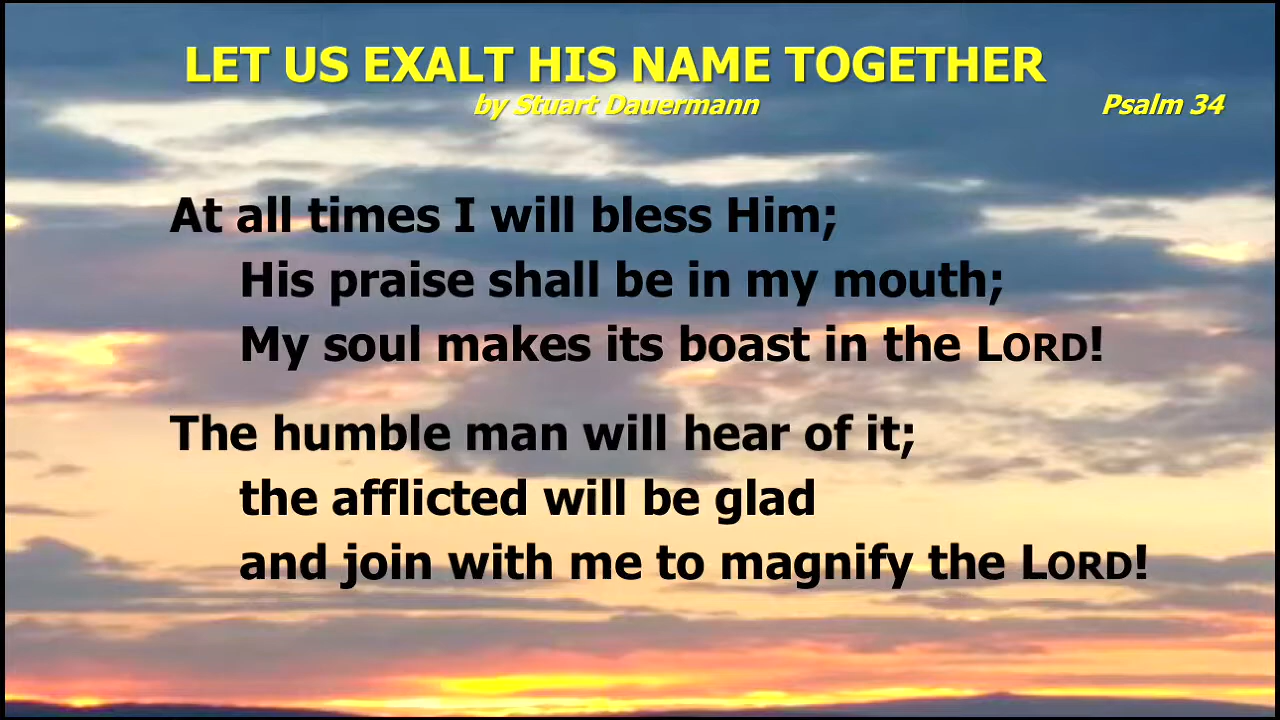 LET US EXALT HIS NAME TOGETHER
by Stuart Dauermann
Psalm 34
At all times I will bless Him;
His praise shall be in my mouth;
My soul makes its boast in the LORD!
The humble man will hear of it;
the afflicted will be glad
and join with me to magnify the LORD!